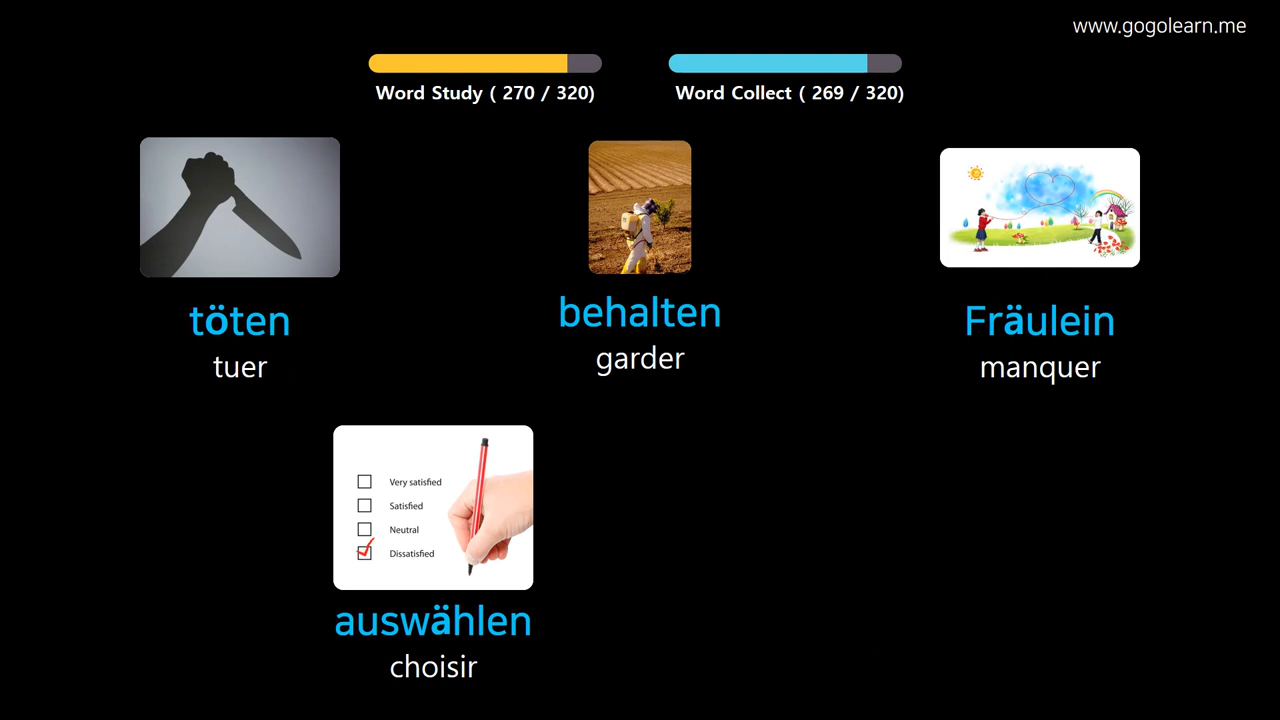 www.gogolearn.me
Word Study ( 270 / 320)
Word Collect ( 269 / 320)
töten
tuer
behalten
garder
Fräulein
manquer
Very satisfied
Satisfied
Neutral
Dissatisfied
auswählen
choisir